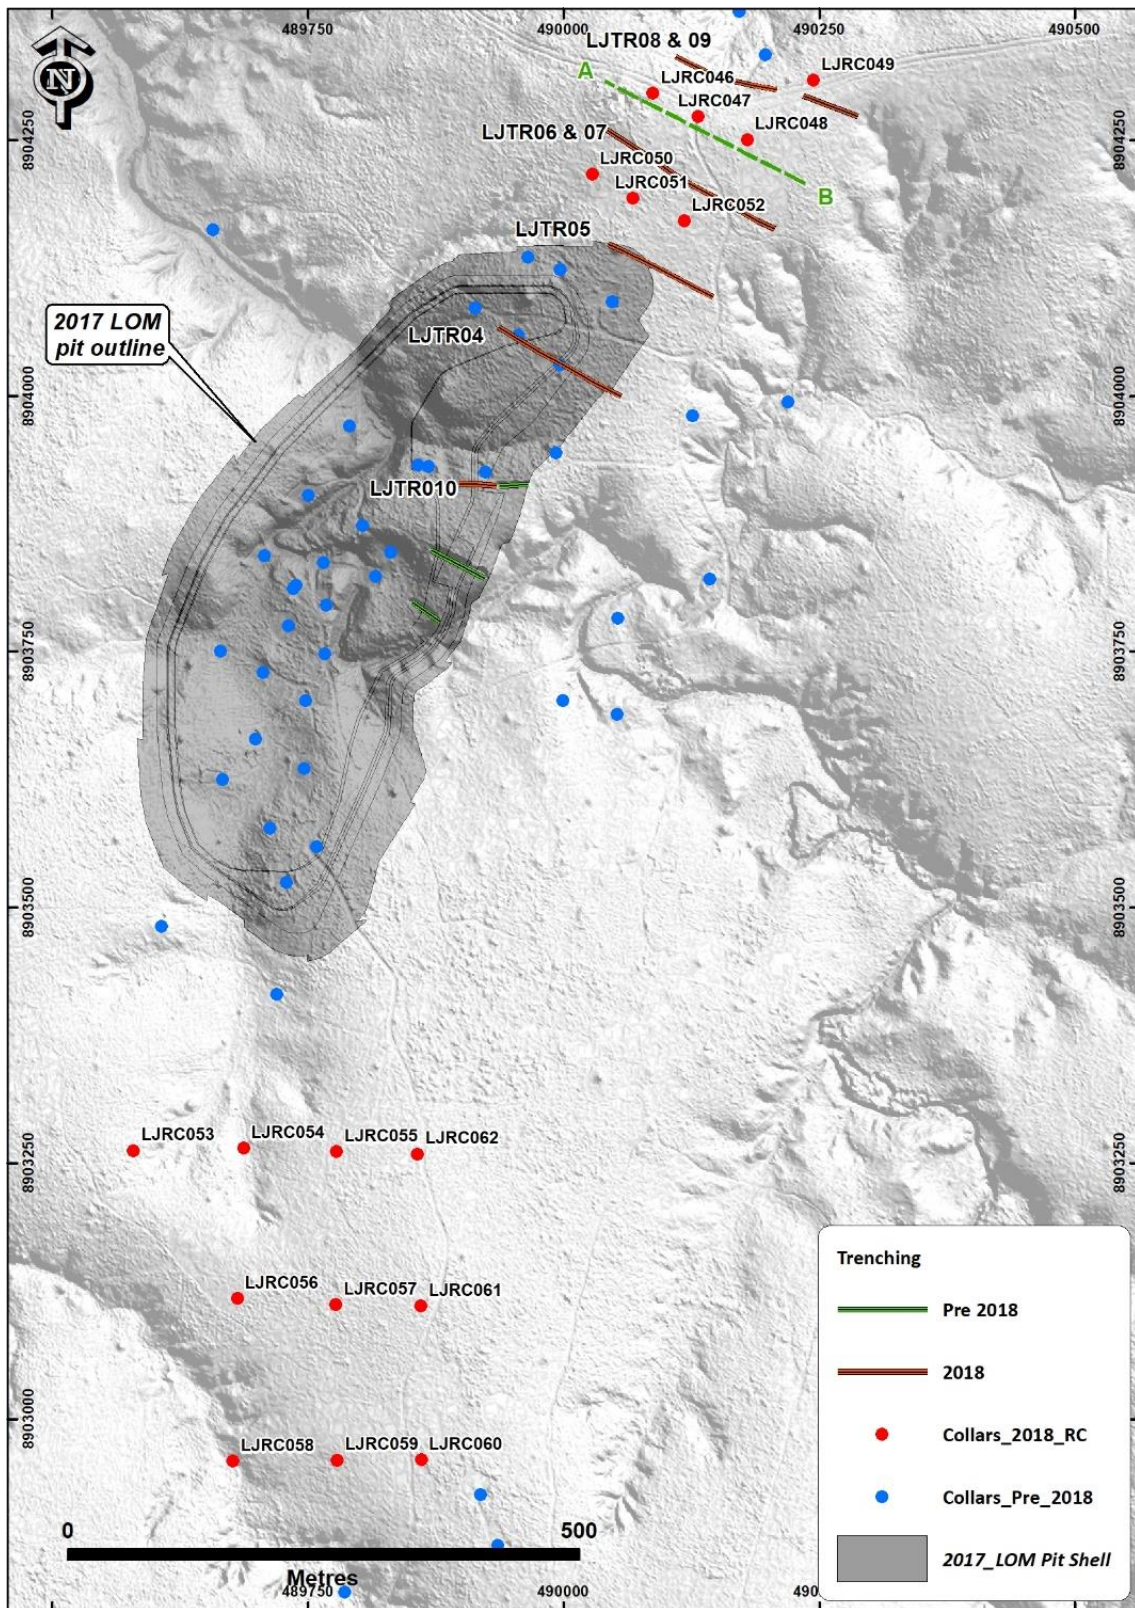 489750
490000
490250
490500
N
LJTR08 & 09
A
LJRC049
LJRC046
LJRC047
LJRC048
8904250
8904250
LJTR06 & 07
LJRC050
LJRC051
B
LJRC052
LJTR05
2017 LOM
pit outline
LJTR04
8904000
8904000
LJTR010
8903750
8903750
8903500
8903500
LJRC053
LJRC054
LJRC055
LJRC062
8903250
8903250
LJRC056
LJRC057
LJRC061
Trenching
Pre 2018
2018
8903000
LJRC058
LJRC059
LJRC060
Collars_2018_RC
Collars_Pre_2018
0
500
Metres
2017_LOM Pit Shell
489750
490000